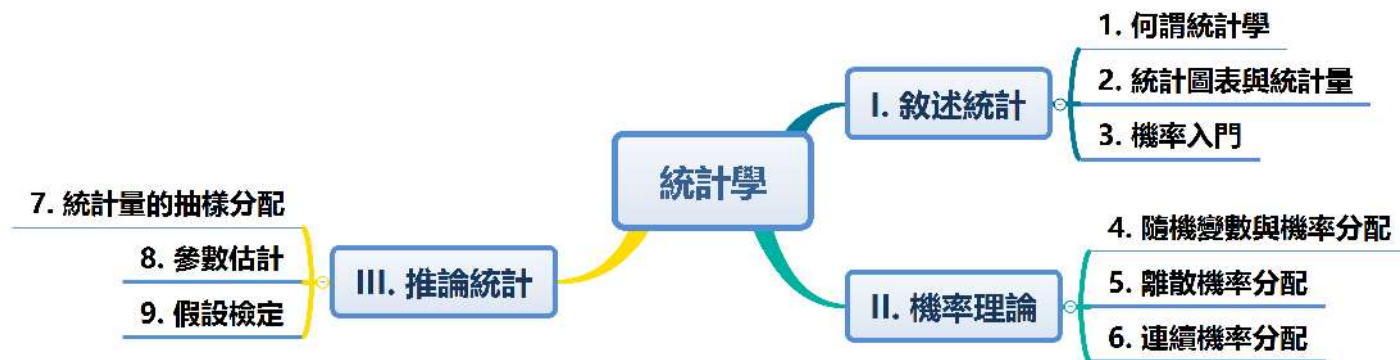 統計學
I. 敘述統計
1. 何謂統計學
2. 統計圖表與統計量
3. 機率入門
II. 機率理論
4. 隨機變數與機率分配
5. 離散機率分配
6. 連續機率分配
III. 推論統計
7. 統計量的抽樣分配
8. 參數估計
9. 假設檢定